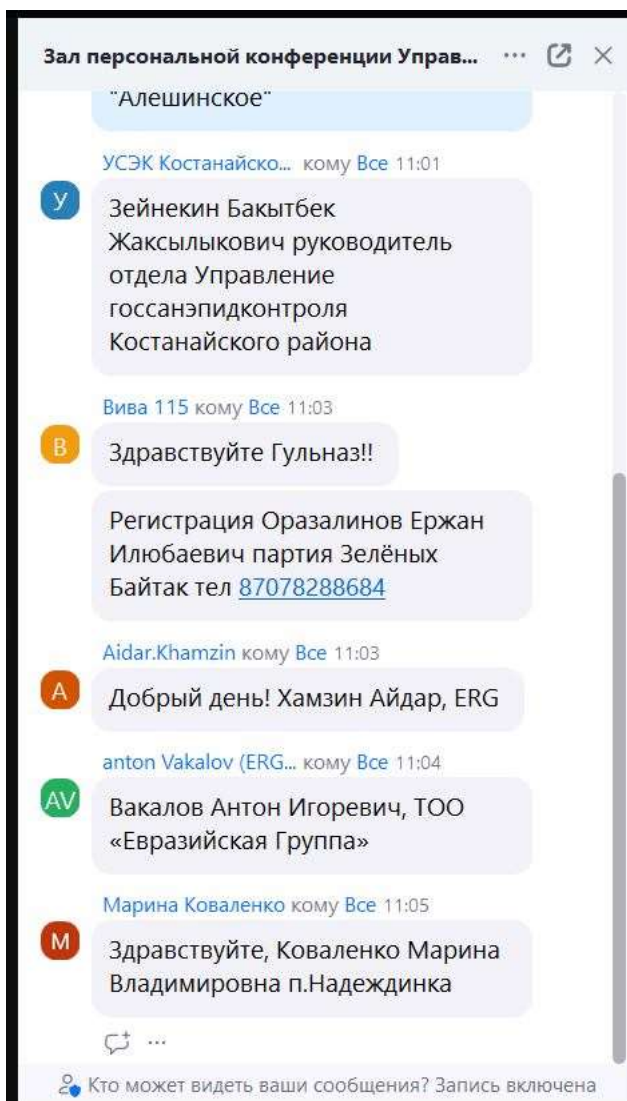 Зал персональной конференции Управ...
"Алешинское"
УСЭК Костанайско... кому Все 11:01
У
Зейнекин Бакытбек
Жаксылыкович руководитель
отдела Управление
госсанэпидконтроля
Костанайского района
Вива 115 кому Все 11:03
В
Здравствуйте Гульназ!!
Регистрация Оразалинов Ержан
Илюбаевич партия Зелёных
Байтак тел 87078288684
Aidar.Khamzin кому Все 11:03
A
Добрый день! Хамзин Айдар, ERG
anton Vakalov (ERG... кому Все 11:04
AV
Вакалов Антон Игоревич, ТОО
«Евразийская Группа»
Марина Коваленко кому Все 11:05
М
Здравствуйте, Коваленко Марина
Владимировна п.Надеждинка
Кто может видеть ваши сообщения? Запись включена